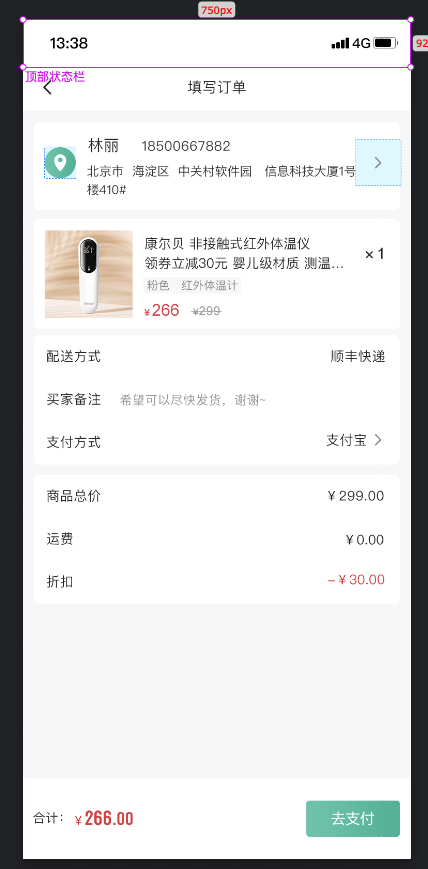 750px
13:38
4G
92
顶部状态栏
填写订单
林丽 18500667882
北京市 海淀区 中关村软件园 信息科技大厦1号
楼410#
康尔贝 非接触式红外体温仪
领券立减30元 婴儿级材质 测温...
× 1
粉色 红外体温计
¥266 ¥299
配送方式 顺丰快递
买家备注 希望可以尽快发货，谢谢~
支付方式 支付宝
商品总价 ¥299.00
运费 ¥0.00
折扣 -¥30.00
合计： ¥266.00
去支付